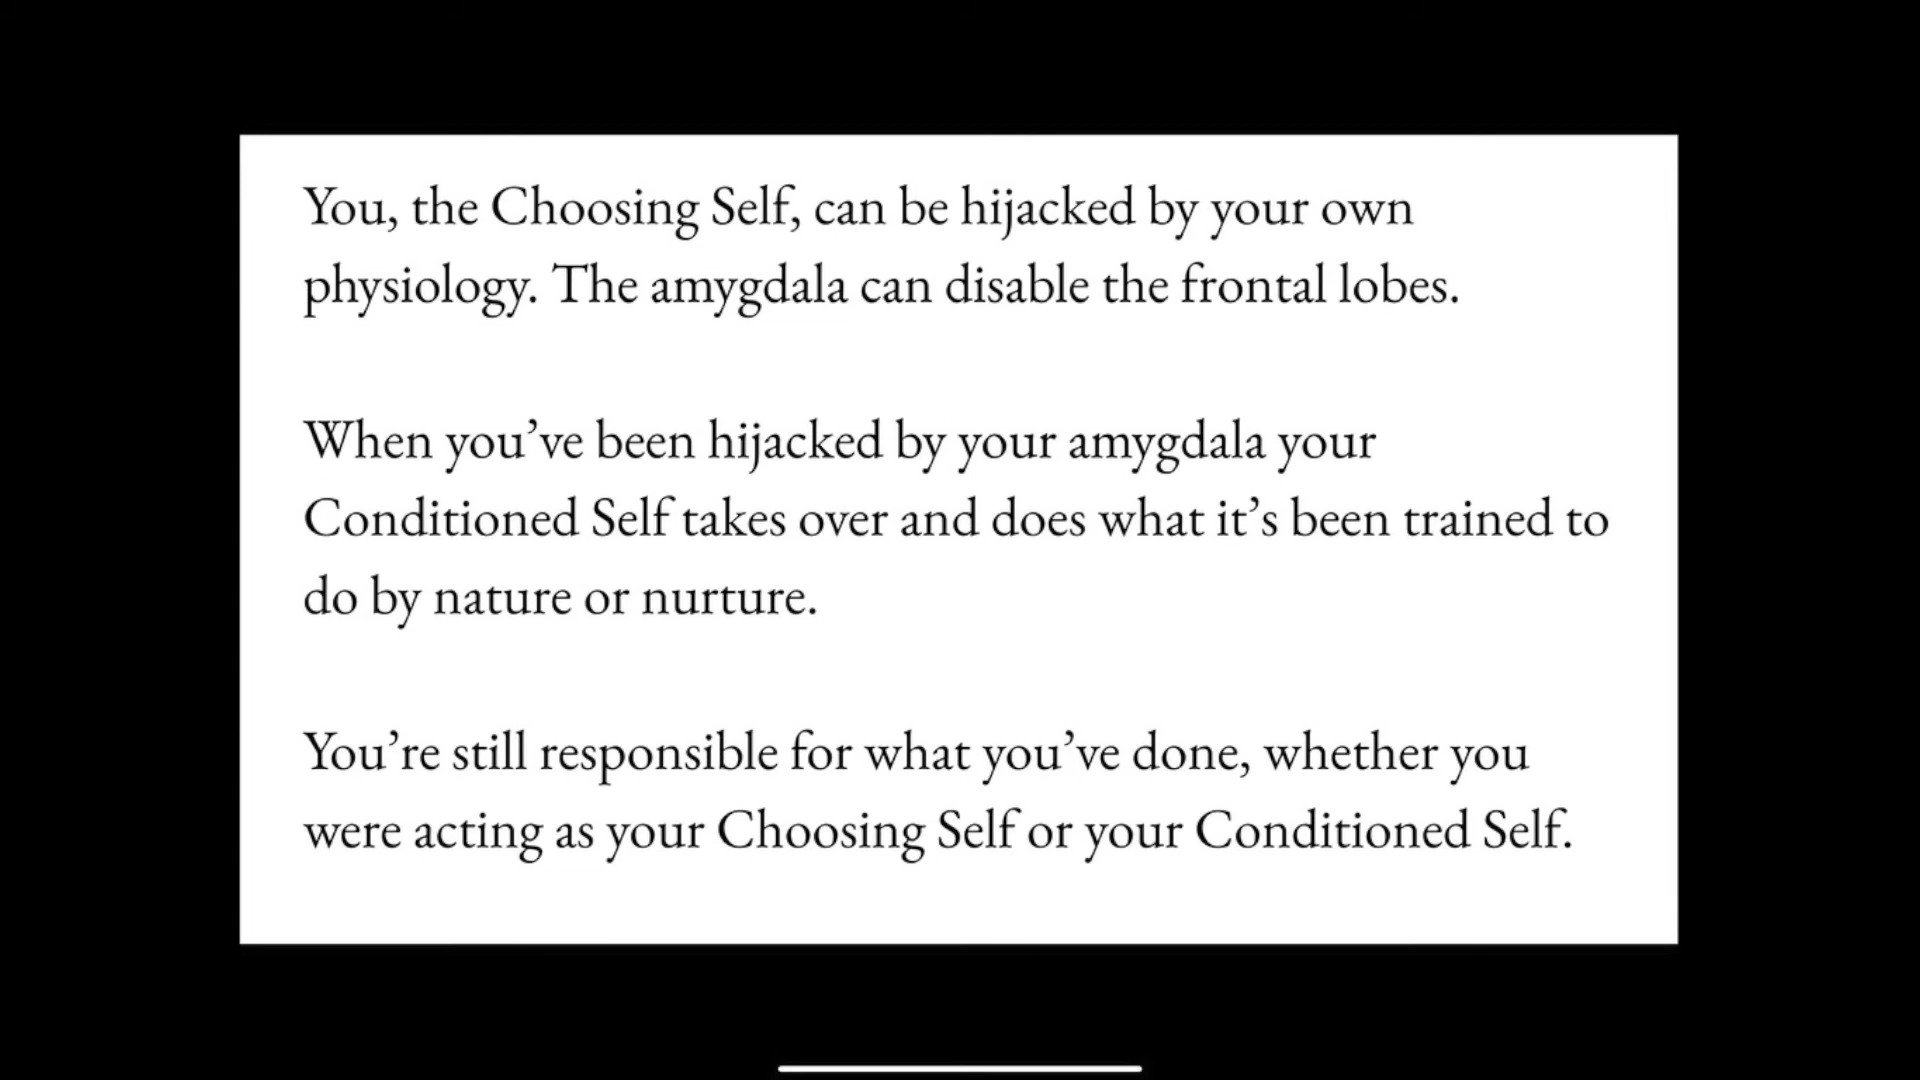 You, the Choosing Self, can be hijacked by your own
physiology. The amygdala can disable the frontal lobes.
When you’ve been hijacked by your amygdala your
Conditioned Self takes over and does what it’s been trained to
do by nature or nurture.
You’re still responsible for what you’ve done, whether you
were acting as your Choosing Self or your Conditioned Self.